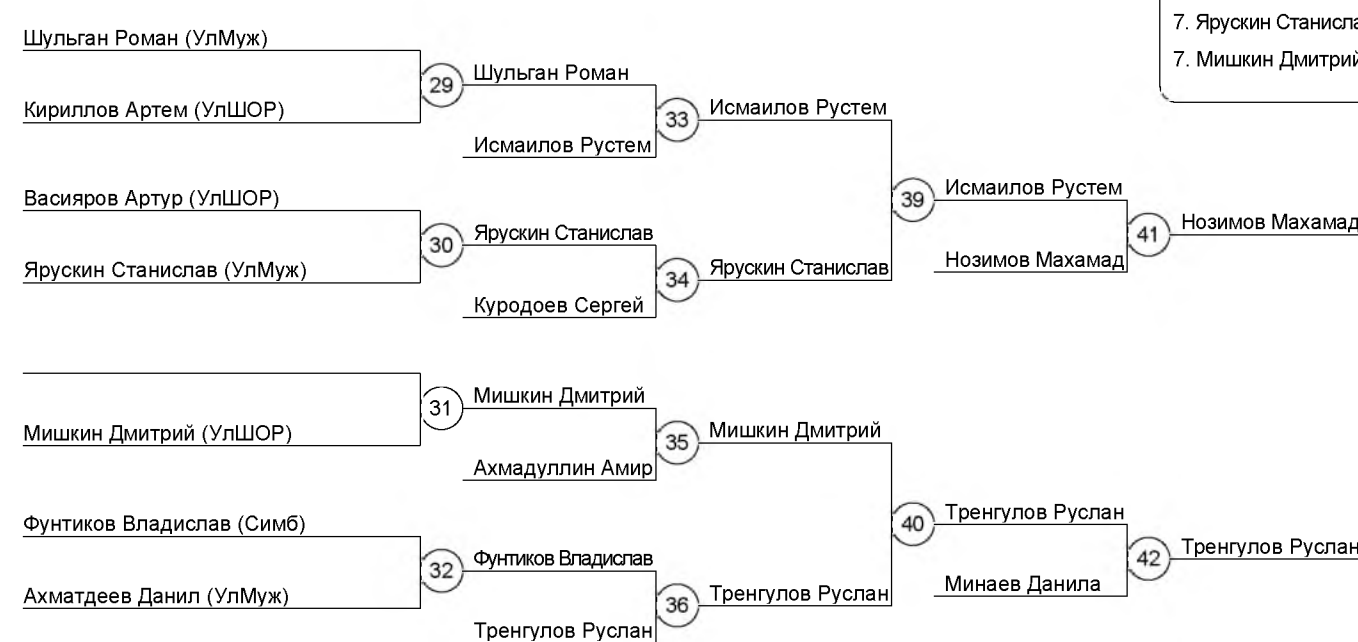 7. Ярускин Станисла
7. Мишкин Дмитрий
Шульган Роман (УлМуж)
29
Шульган Роман
Кириллов Артем (УлШОР)
33
Исмаилов Рустем
Исмаилов Рустем
Васияров Артур (УлШОР)
39
Исмаилов Рустем
30
Ярускин Станислав
41
Нозимов Махамад
Ярускин Станислав (УлМуж)
34
Ярускин Станислав
Нозимов Махамад
Куродоев Сергей
31
Мишкин Дмитрий
Мишкин Дмитрий (УлШОР)
35
Мишкин Дмитрий
Ахмадуллин Амир
Фунтиков Владислав (Симб)
40
Тренгулов Руслан
32
Фунтиков Владислав
42
Тренгулов Руслан
Ахматдеев Данил (УлМуж)
36
Тренгулов Руслан
Минаев Данила
Тренгулов Руслан